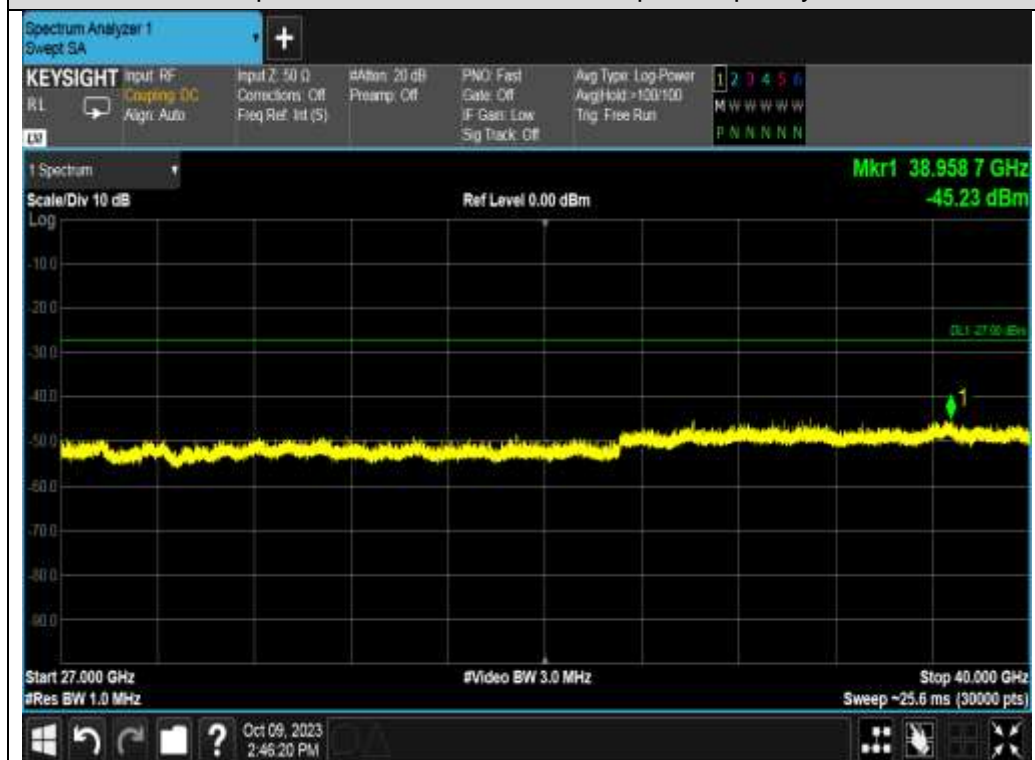 Spectrum Analyzer 1
Swept SA
+
KEYSIGHT
RL
Input: RF
Coupling: DC
Align: Auto
Input Z: 50 Ω
Corrections: Off
Freq Ref: Int (S)
#Atten: 20 dB
Preamp: Off
PNO: Fast
Gate: Off
IF Gain: Low
Sig Track: Off
Avg Type: Log-Power
Avg|Hold:>100/100
Trig: Free Run
1 2 3 4 5 6
M W W W W W
P N N N N N
1 Spectrum
Mkr1 38.958 7 GHz
Scale/Div 10 dB
Ref Level 0.00 dBm
-45.23 dBm
Log
-10.0
-20.0
DL1 -27.00 dBm
-30.0
-40.0
1
-50.0
-60.0
-70.0
-80.0
-90.0
Start 27.000 GHz
#Video BW 3.0 MHz
Stop 40.000 GHz
#Res BW 1.0 MHz
Sweep ~25.6 ms (30000 pts)
?
Oct 09, 2023
2:46:20 PM